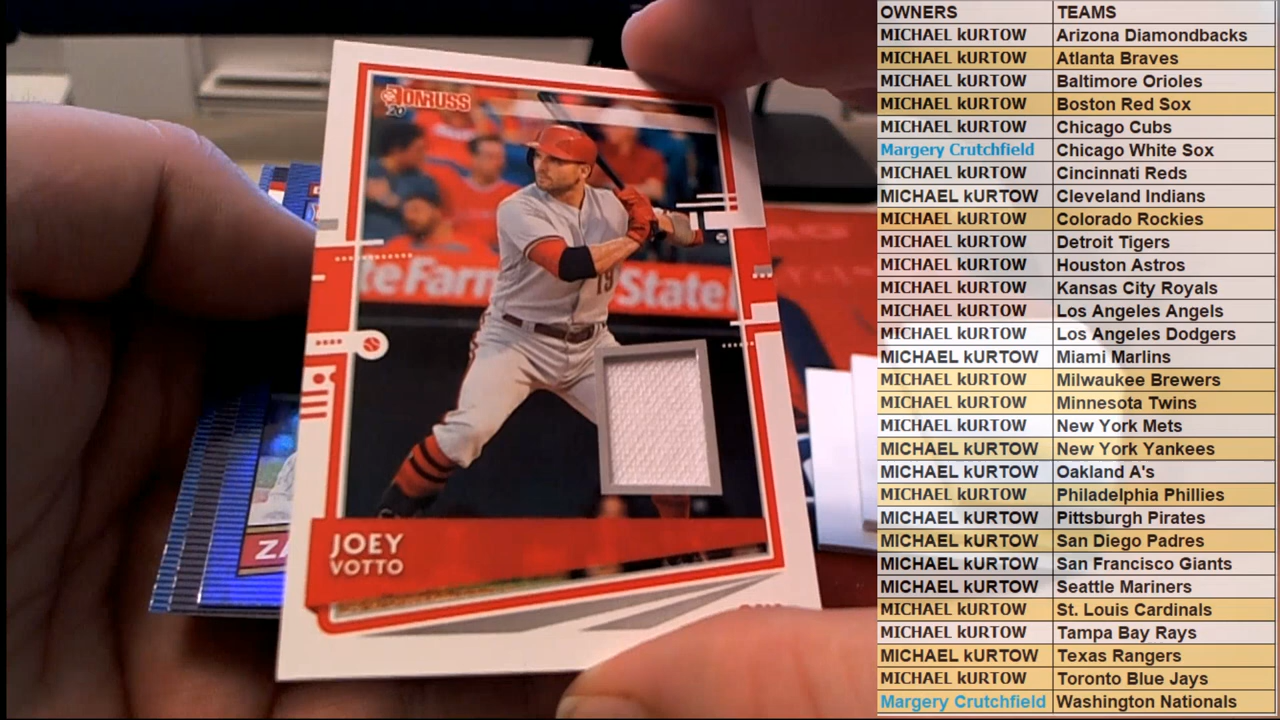 DONRUSS
20
teFarm
State
19
JOEY
VOTTO
ZA
OWNERS TEAMS
MICHAEL kURTOW Arizona Diamondbacks
MICHAEL kURTOW Atlanta Braves
MICHAEL kURTOW Baltimore Orioles
MICHAEL kURTOW Boston Red Sox
MICHAEL kURTOW Chicago Cubs
Margery Crutchfield Chicago White Sox
MICHAEL kURTOW Cincinnati Reds
MICHAEL kURTOW Cleveland Indians
MICHAEL kURTOW Colorado Rockies
MICHAEL kURTOW Detroit Tigers
MICHAEL kURTOW Houston Astros
MICHAEL kURTOW Kansas City Royals
MICHAEL kURTOW Los Angeles Angels
MICHAEL kURTOW Los Angeles Dodgers
MICHAEL kURTOW Miami Marlins
MICHAEL kURTOW Milwaukee Brewers
MICHAEL kURTOW Minnesota Twins
MICHAEL kURTOW New York Mets
MICHAEL kURTOW New York Yankees
MICHAEL kURTOW Oakland A's
MICHAEL kURTOW Philadelphia Phillies
MICHAEL kURTOW Pittsburgh Pirates
MICHAEL kURTOW San Diego Padres
MICHAEL kURTOW San Francisco Giants
MICHAEL kURTOW Seattle Mariners
MICHAEL kURTOW St. Louis Cardinals
MICHAEL kURTOW Tampa Bay Rays
MICHAEL kURTOW Texas Rangers
MICHAEL kURTOW Toronto Blue Jays
Margery Crutchfield Washington Nationals